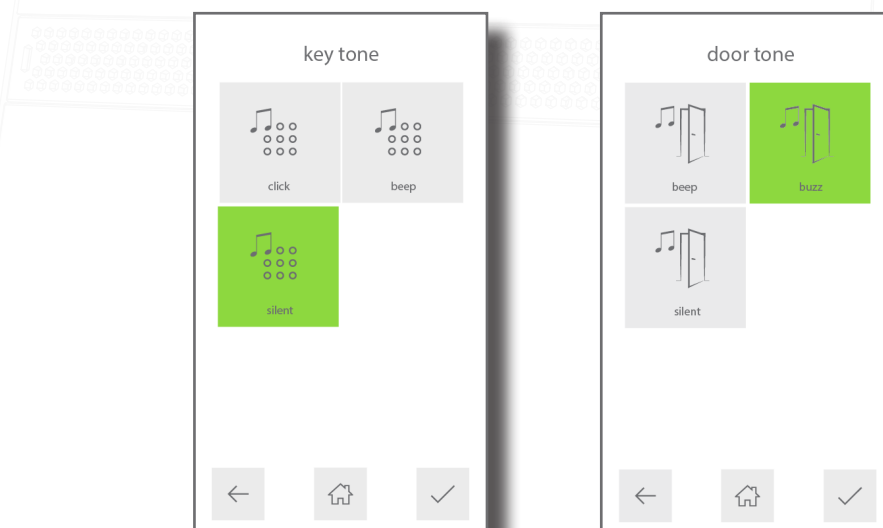 key tone
click
beep
silent
door tone
beep
buzz
silent